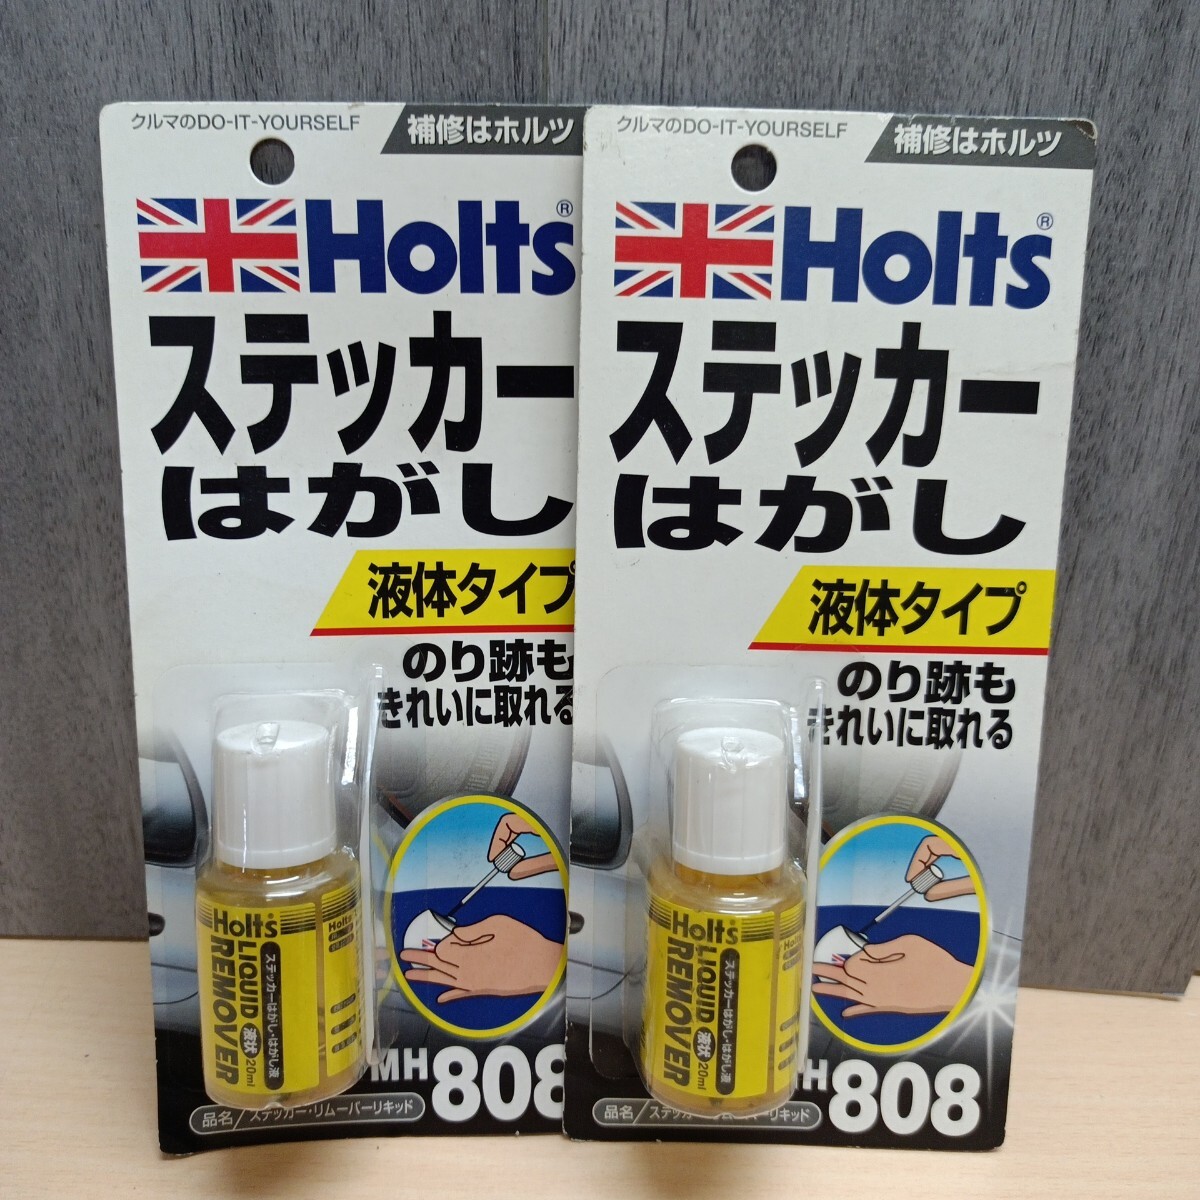 クルマのDO-IT-YOURSELF
補修はホルツ
Holts®
ステッカー
はがし
液体タイプ
のり跡も
きれいに取れる
Holts
LIQUID
REMOVER
ステッカーはがし・はがし液
液状 20ml
Holts
MH808
品名/ステッカー・リムーバーリキッド
クルマのDO-IT-YOURSELF
補修はホルツ
Holts®
ステッカー
はがし
液体タイプ
のり跡も
きれいに取れる
Holts
LIQUID
REMOVER
ステッカーはがし・はがし液
液状 20ml
Holts
H808
品名/ステッカー リキッド